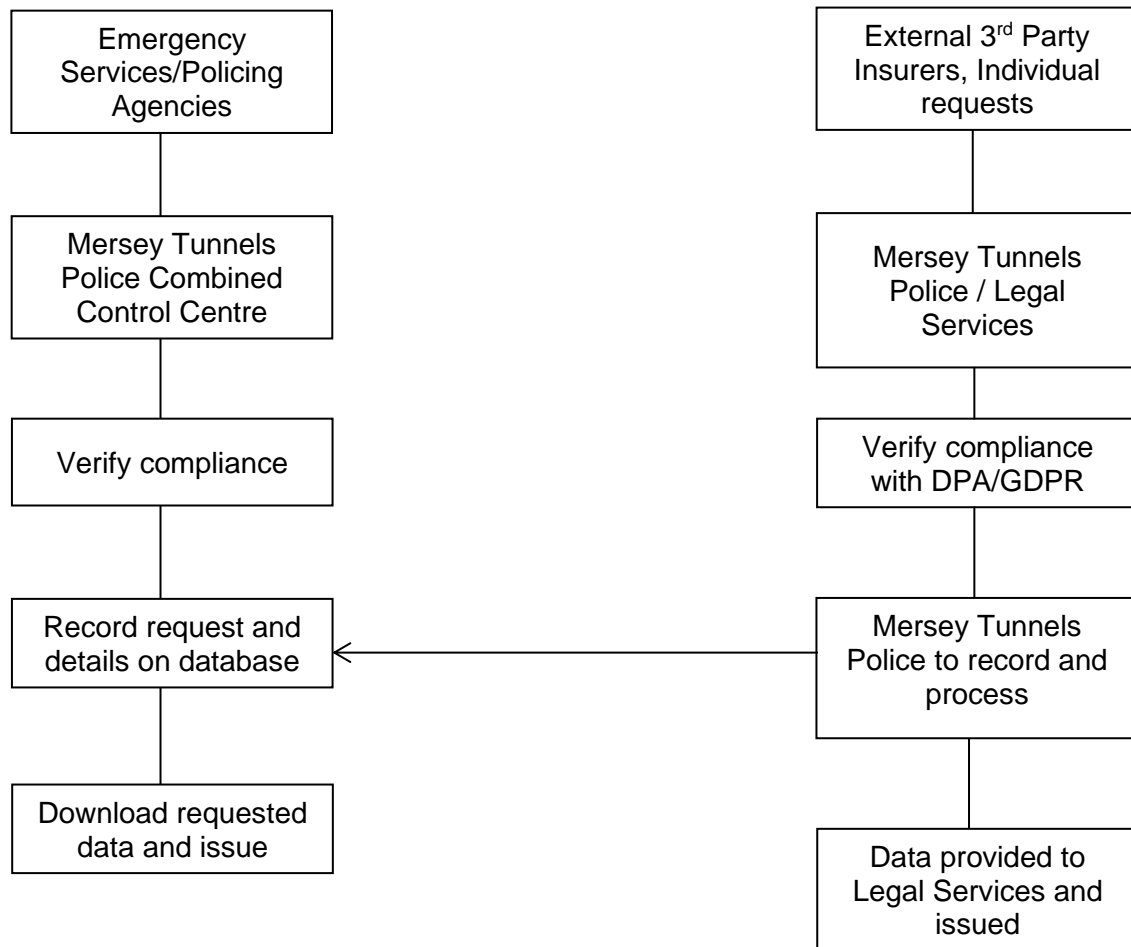 Emergency
Services/Policing
Agencies
Mersey Tunnels
Police Combined
Control Centre
Verify compliance
Record request and
details on database
Download requested
data and issue
External 3rd Party
Insurers, Individual
requests
Mersey Tunnels
Police / Legal
Services
Verify compliance
with DPA/GDPR
Mersey Tunnels
Police to record and
process
Data provided to
Legal Services and
issued